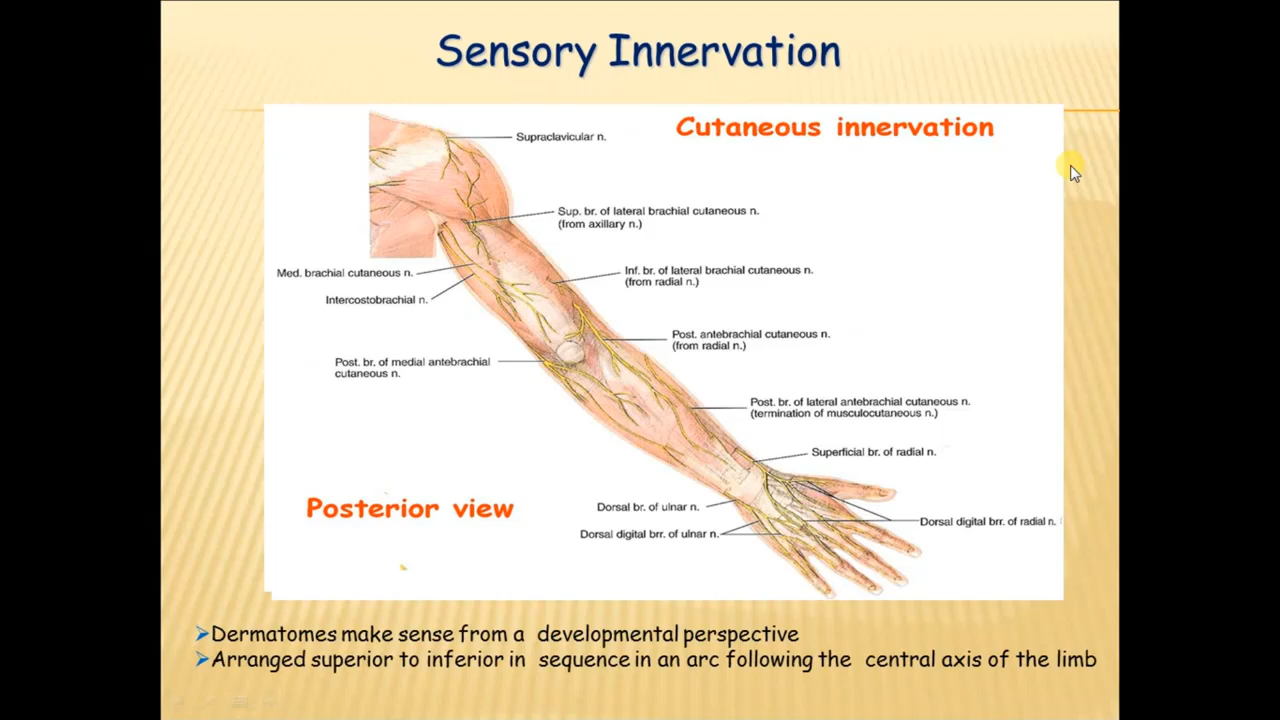 Sensory Innervation
Cutaneous innervation
Supraclavicular n.
Sup. br. of lateral brachial cutaneous n.
(from axillary n.)
Med. brachial cutaneous n.
Inf. br. of lateral brachial cutaneous n.
(from radial n.)
Intercostobrachial n.
Post. antebrachial cutaneous n.
(from radial n.)
Post. br. of medial antebrachial
cutaneous n.
Post. br. of lateral antebrachial cutaneous n.
(termination of musculocutaneous n.)
Superficial br. of radial n.
Posterior view
Dorsal br. of ulnar n.
Dorsal digital brr. of radial n.
Dorsal digital brr. of ulnar n.
Dermatomes make sense from a developmental perspective
Arranged superior to inferior in sequence in an arc following the central axis of the limb